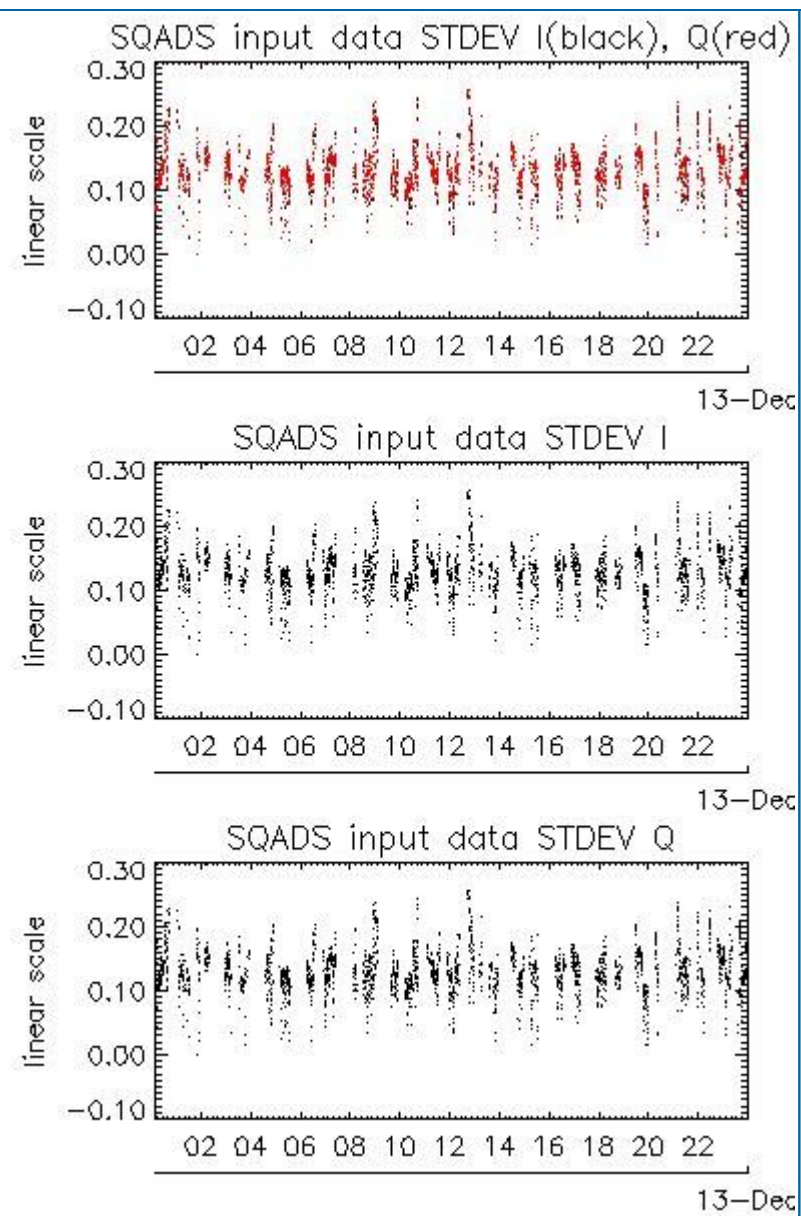 SQADS input data STDEV I(black), Q(red)
0.30
0.20
0.10
0.00
−0.10
linear scale
02 04 06 08 10 12 14 16 18 20 22
13−Dec
SQADS input data STDEV I
0.30
0.20
0.10
0.00
−0.10
linear scale
02 04 06 08 10 12 14 16 18 20 22
13−Dec
SQADS input data STDEV Q
0.30
0.20
0.10
0.00
−0.10
linear scale
02 04 06 08 10 12 14 16 18 20 22
13−Dec